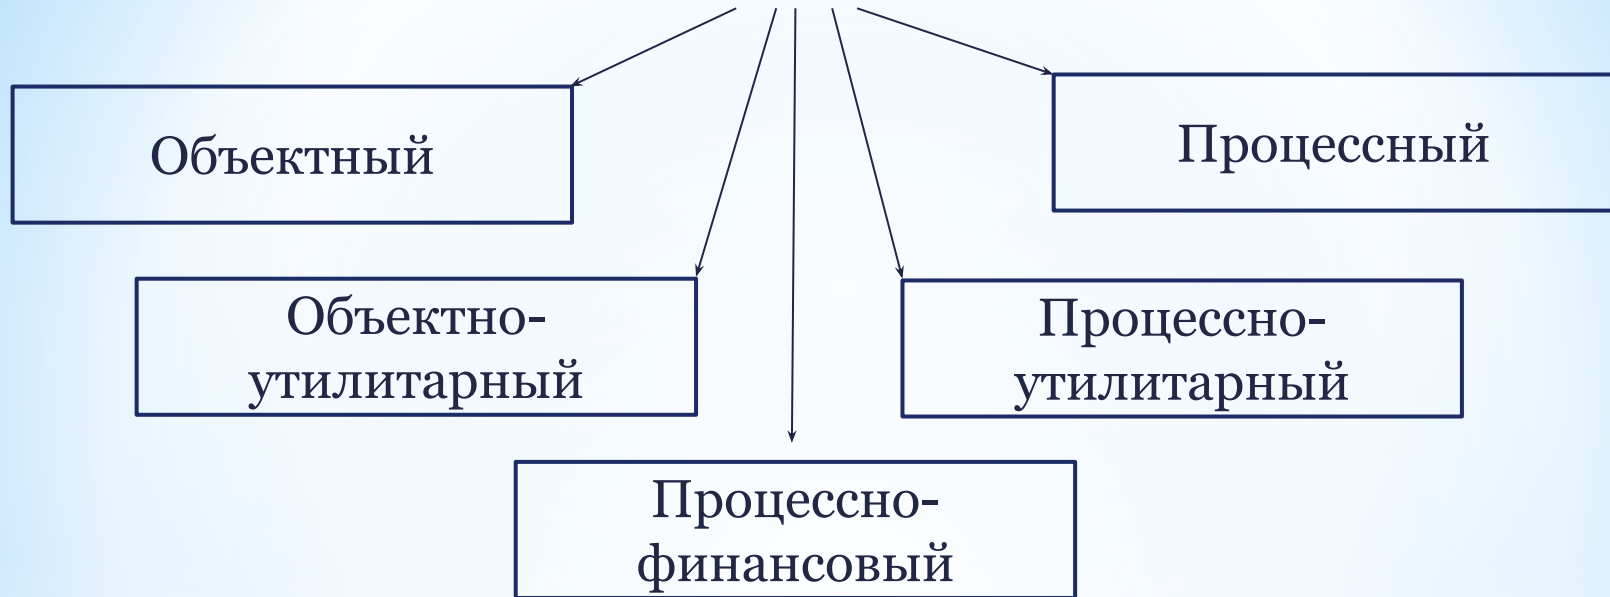 Объектный
Процессный
Объектно-
утилитарный
Процессно-
утилитарный
Процессно-
финансовый